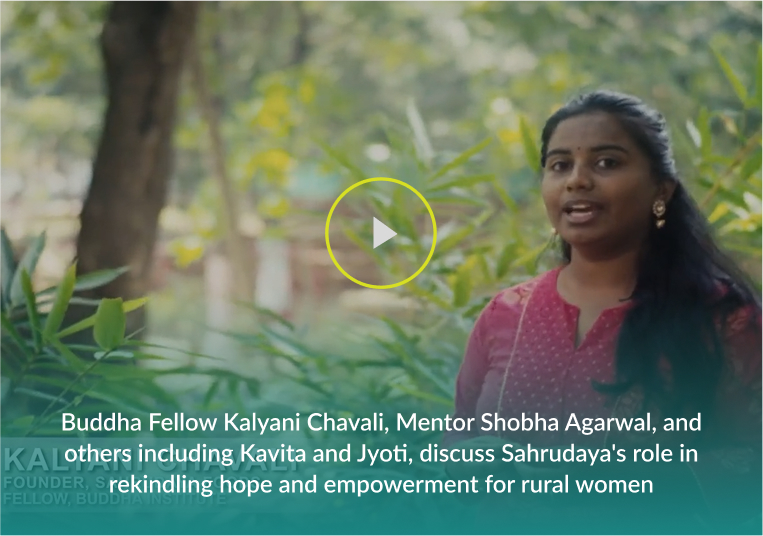 Buddha Fellow Kalyani Chavali, Mentor Shobha Agarwal, and
others including Kavita and Jyoti, discuss Sahrudaya's role in
rekindling hope and empowerment for rural women
KALYANI CHAVALI
FOUNDER,
FELLOW, BUDDHA INSTITUTE